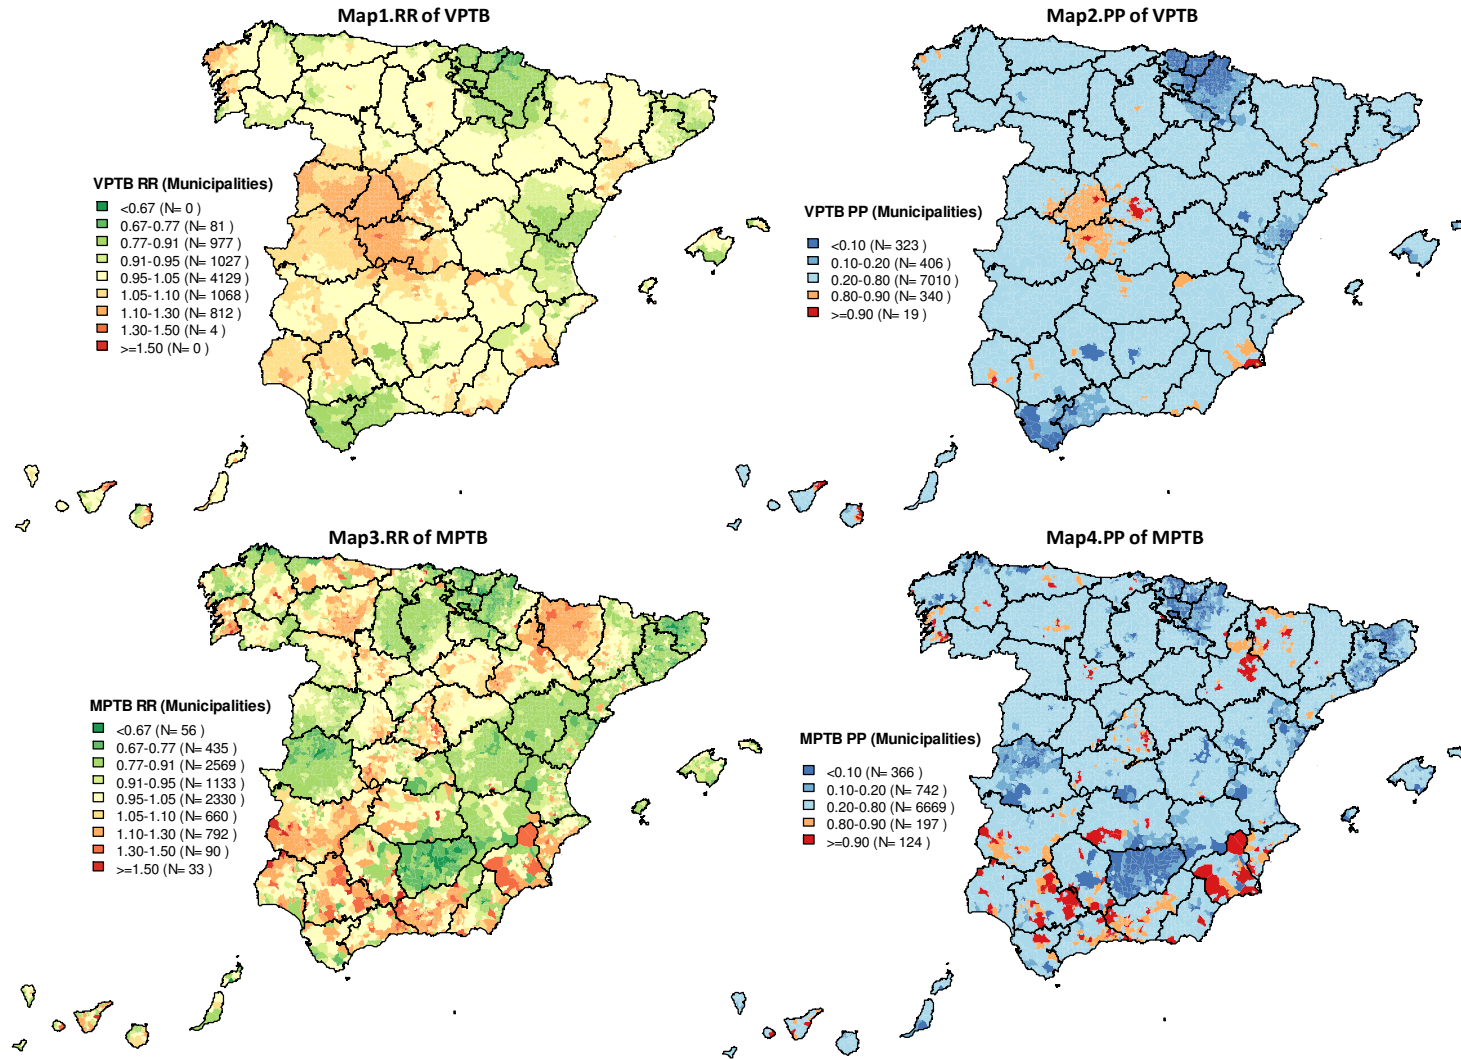 Map1.RR of VPTB
VPTB RR (Municipalities)
<0.67 (N= 0 )
0.67-0.77 (N= 81 )
0.77-0.91 (N= 977 )
0.91-0.95 (N= 1027 )
0.95-1.05 (N= 4129 )
1.05-1.10 (N= 1068 )
1.10-1.30 (N= 812 )
1.30-1.50 (N= 4 )
>=1.50 (N= 0 )
Map2.PP of VPTB
VPTB PP (Municipalities)
<0.10 (N= 323 )
0.10-0.20 (N= 406 )
0.20-0.80 (N= 7010 )
0.80-0.90 (N= 340 )
>=0.90 (N= 19 )
Map3.RR of MPTB
MPTB RR (Municipalities)
<0.67 (N= 56 )
0.67-0.77 (N= 435 )
0.77-0.91 (N= 2569 )
0.91-0.95 (N= 1133 )
0.95-1.05 (N= 2330 )
1.05-1.10 (N= 660 )
1.10-1.30 (N= 792 )
1.30-1.50 (N= 90 )
>=1.50 (N= 33 )
Map4.PP of MPTB
MPTB PP (Municipalities)
<0.10 (N= 366 )
0.10-0.20 (N= 742 )
0.20-0.80 (N= 6669 )
0.80-0.90 (N= 197 )
>=0.90 (N= 124 )